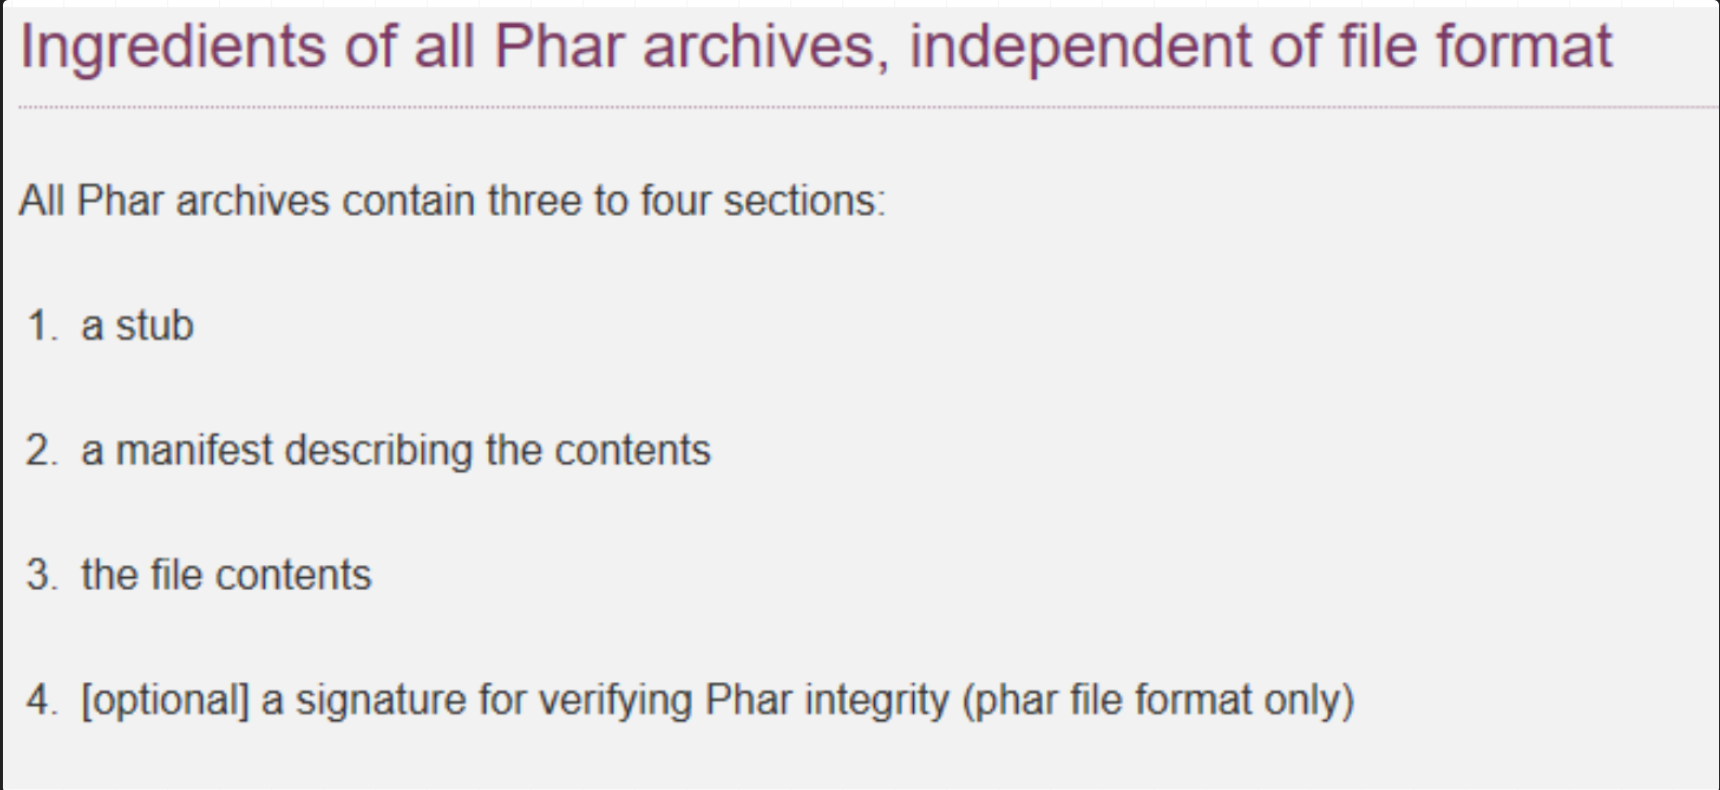 Ingredients of all Phar archives, independent of file format
All Phar archives contain three to four sections:
1. a stub
2. a manifest describing the contents
3. the file contents
4. [optional] a signature for verifying Phar integrity (phar file format only)